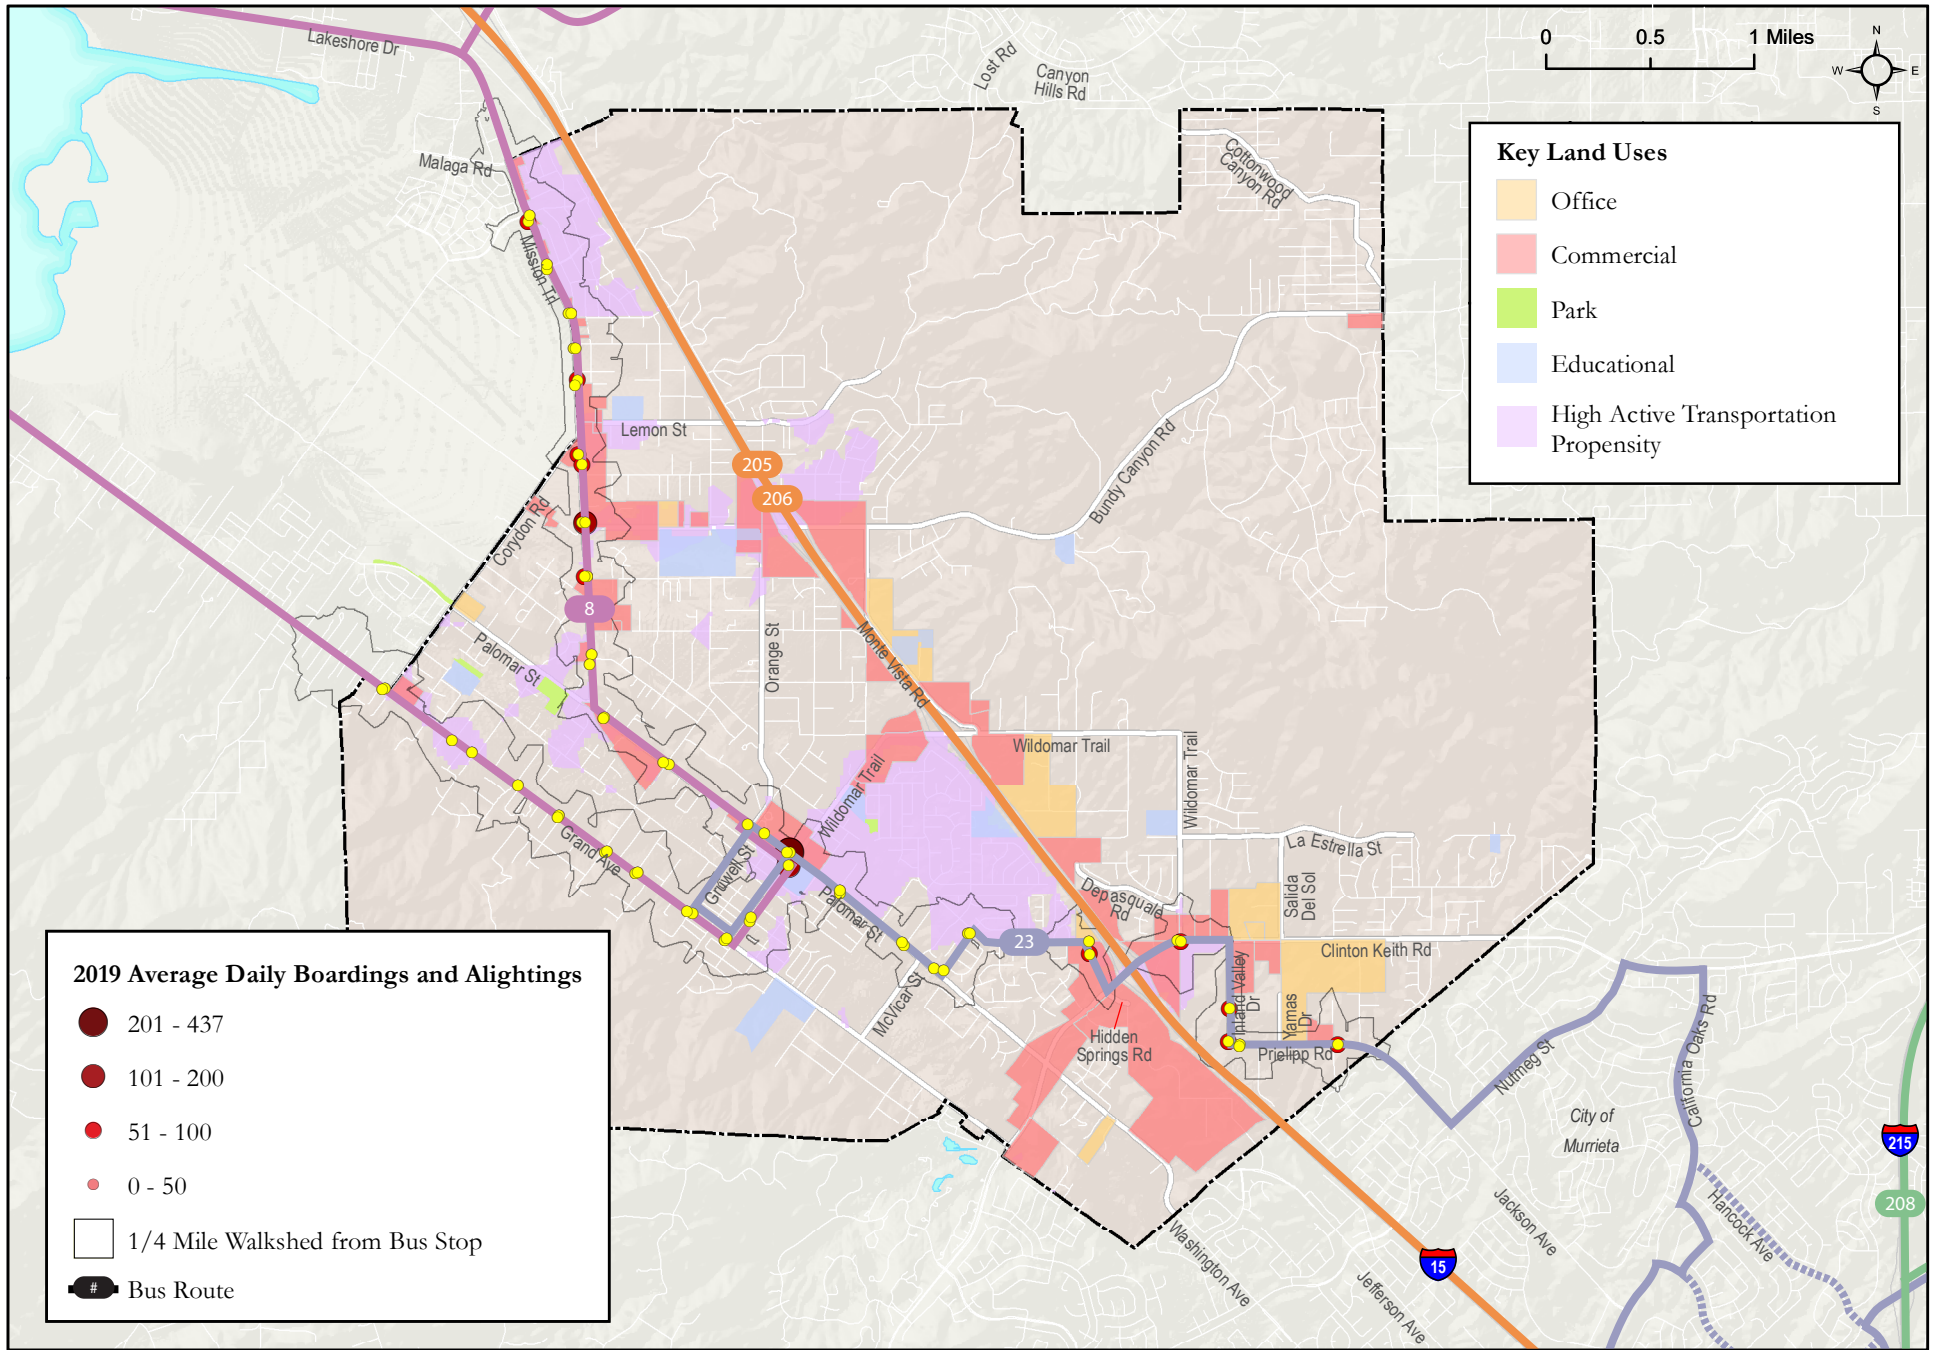 Lakeshore Dr
Lost Rd
Canyon
Hills Rd
0 0.5 1 Miles
N
W E
S
Malaga Rd
Cottonwood
Canyon Rd
Key Land Uses
Office
Commercial
Park
Educational
High Active Transportation
Propensity
Mission Trl
Lemon St
205
206
Bundy Canyon Rd
Corydon Rd
8
Palomar St
Orange St
Monte Vista Rd
Wildomar Trail
Wildomar Trail
Wildomar Trail
La Estrella St
Grand Ave
Gruwell St
Palomar St
Depasquale
Rd
Salida
Del Sol
23
Clinton Keith Rd
McVicar St
Inland Valley
Dr
Yamas
Dr
Hidden
Springs Rd
Prielipp Rd
Nutmeg St
California Oaks Rd
City of
Murrieta
215
208
Jackson Ave
Hancock Ave
Washington Ave
15
Jefferson Ave
2019 Average Daily Boardings and Alightings
201 - 437
101 - 200
51 - 100
0 - 50
1/4 Mile Walkshed from Bus Stop
# Bus Route